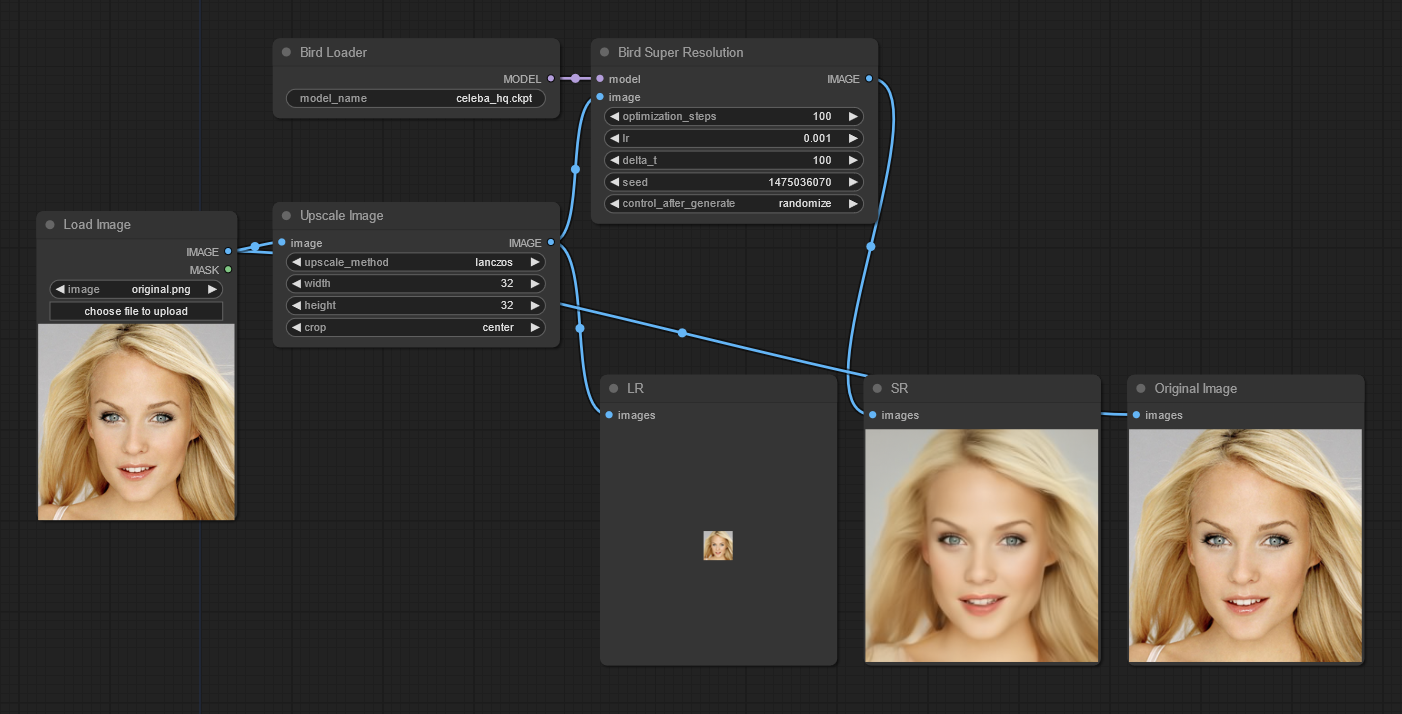 Bird Loader
MODEL
model_name celeba_hq.ckpt
Bird Super Resolution
model IMAGE
image
optimization_steps 100
lr 0.001
delta_t 100
seed 1475036070
control_after_generate randomize
Load Image
IMAGE
MASK
image original.png
choose file to upload
Upscale Image
image IMAGE
upscale_method lanczos
width 32
height 32
crop center
LR
images
SR
images
Original Image
images